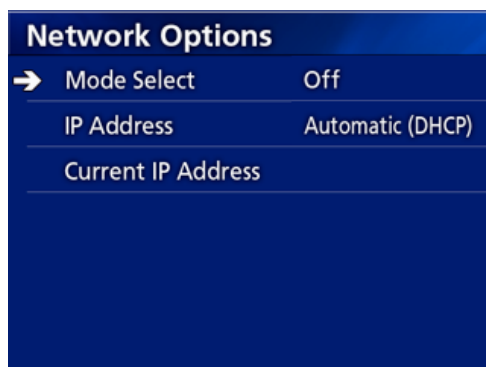 Network Options
Mode Select Off
IP Address Automatic (DHCP)
Current IP Address